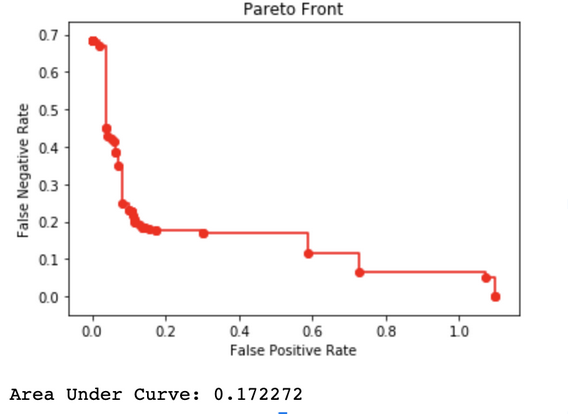 Pareto Front
0.7
0.6
0.5
0.4
0.3
0.2
0.1
0.0
False Negative Rate
0.0 0.2 0.4 0.6 0.8 1.0
False Positive Rate
Area Under Curve: 0.172272